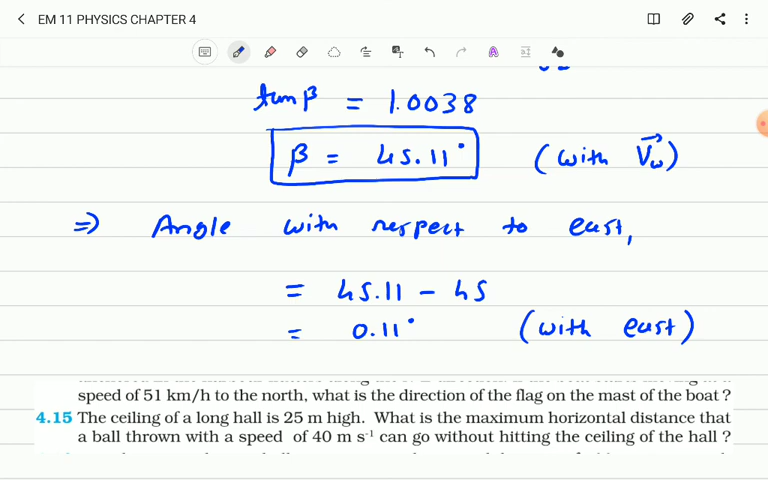 EM 11 PHYSICS CHAPTER 4
tan β = 1.0038
β = 45.11° (with V⃗w)
⇒ Angle with respect to east,
= 45.11 - 45
= 0.11° (with east)
speed of 51 km/h to the north, what is the direction of the flag on the mast of the boat ?
4.15 The ceiling of a long hall is 25 m high. What is the maximum horizontal distance that
a ball thrown with a speed of 40 m s⁻¹ can go without hitting the ceiling of the hall ?